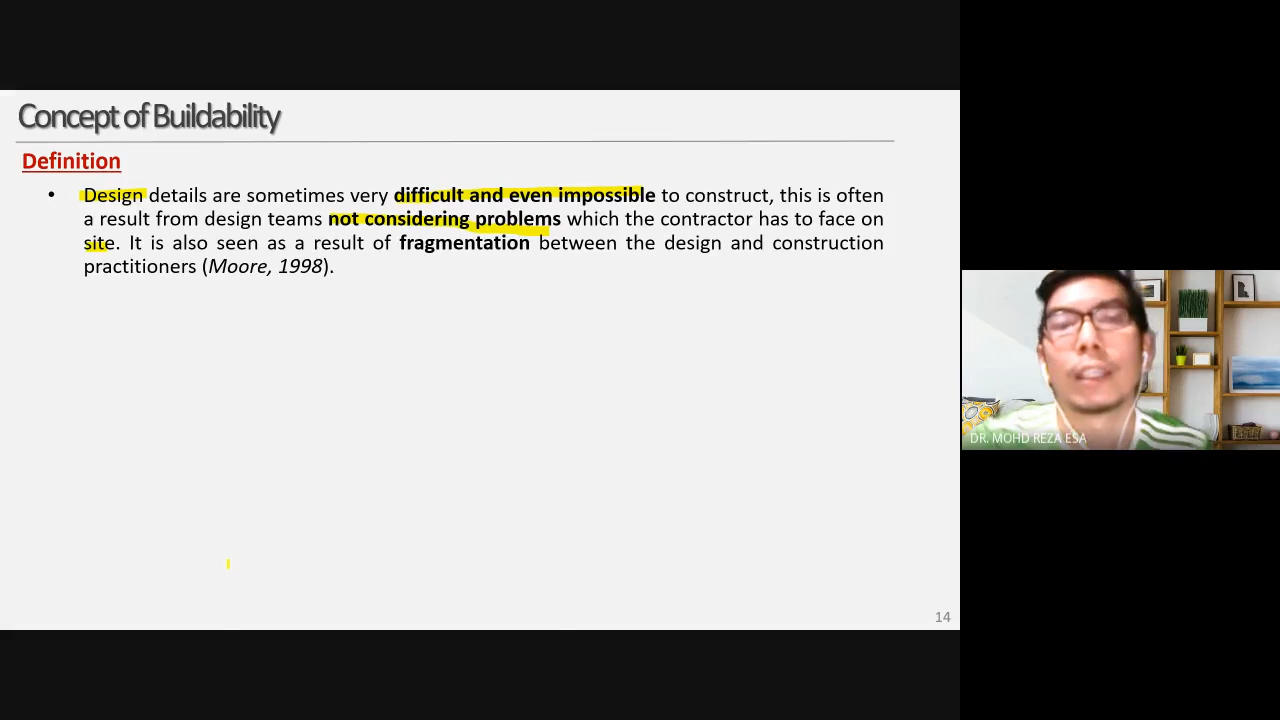 Concept of Buildability
Definition
• Design details are sometimes very difficult and even impossible to construct, this is often
a result from design teams not considering problems which the contractor has to face on
site. It is also seen as a result of fragmentation between the design and construction
practitioners (Moore, 1998).
DR. MOHD REZA ESA
14